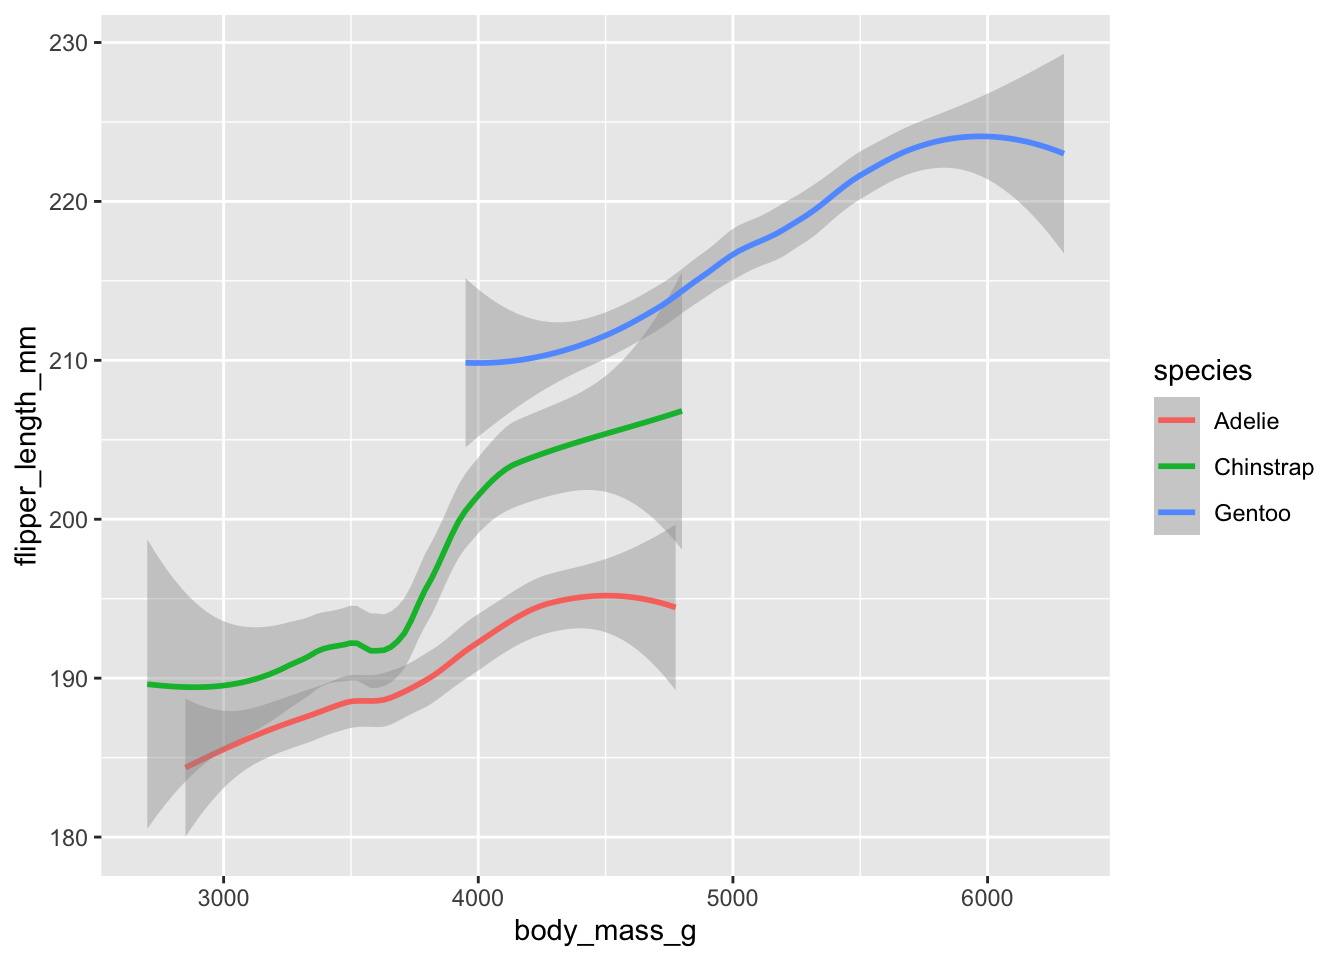 230
220
210
200
190
180
flipper_length_mm
3000
4000
5000
6000
body_mass_g
species
Adelie
Chinstrap
Gentoo